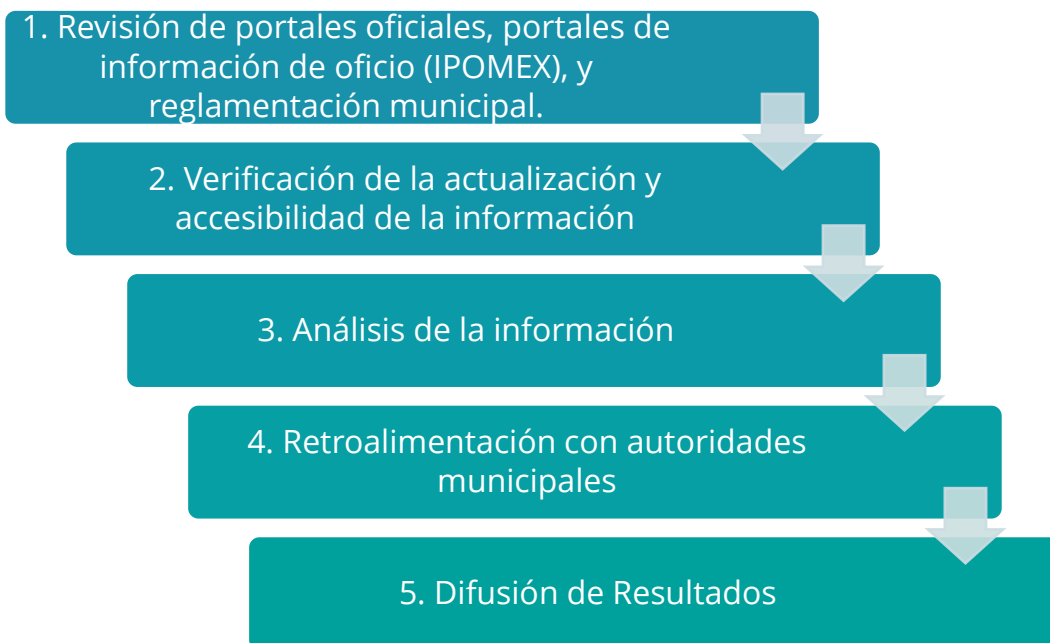 1. Revisión de portales oficiales, portales de
información de oficio (IPOMEX), y
reglamentación municipal.
2. Verificación de la actualización y
accesibilidad de la información
3. Análisis de la información
4. Retroalimentación con autoridades
municipales
5. Difusión de Resultados